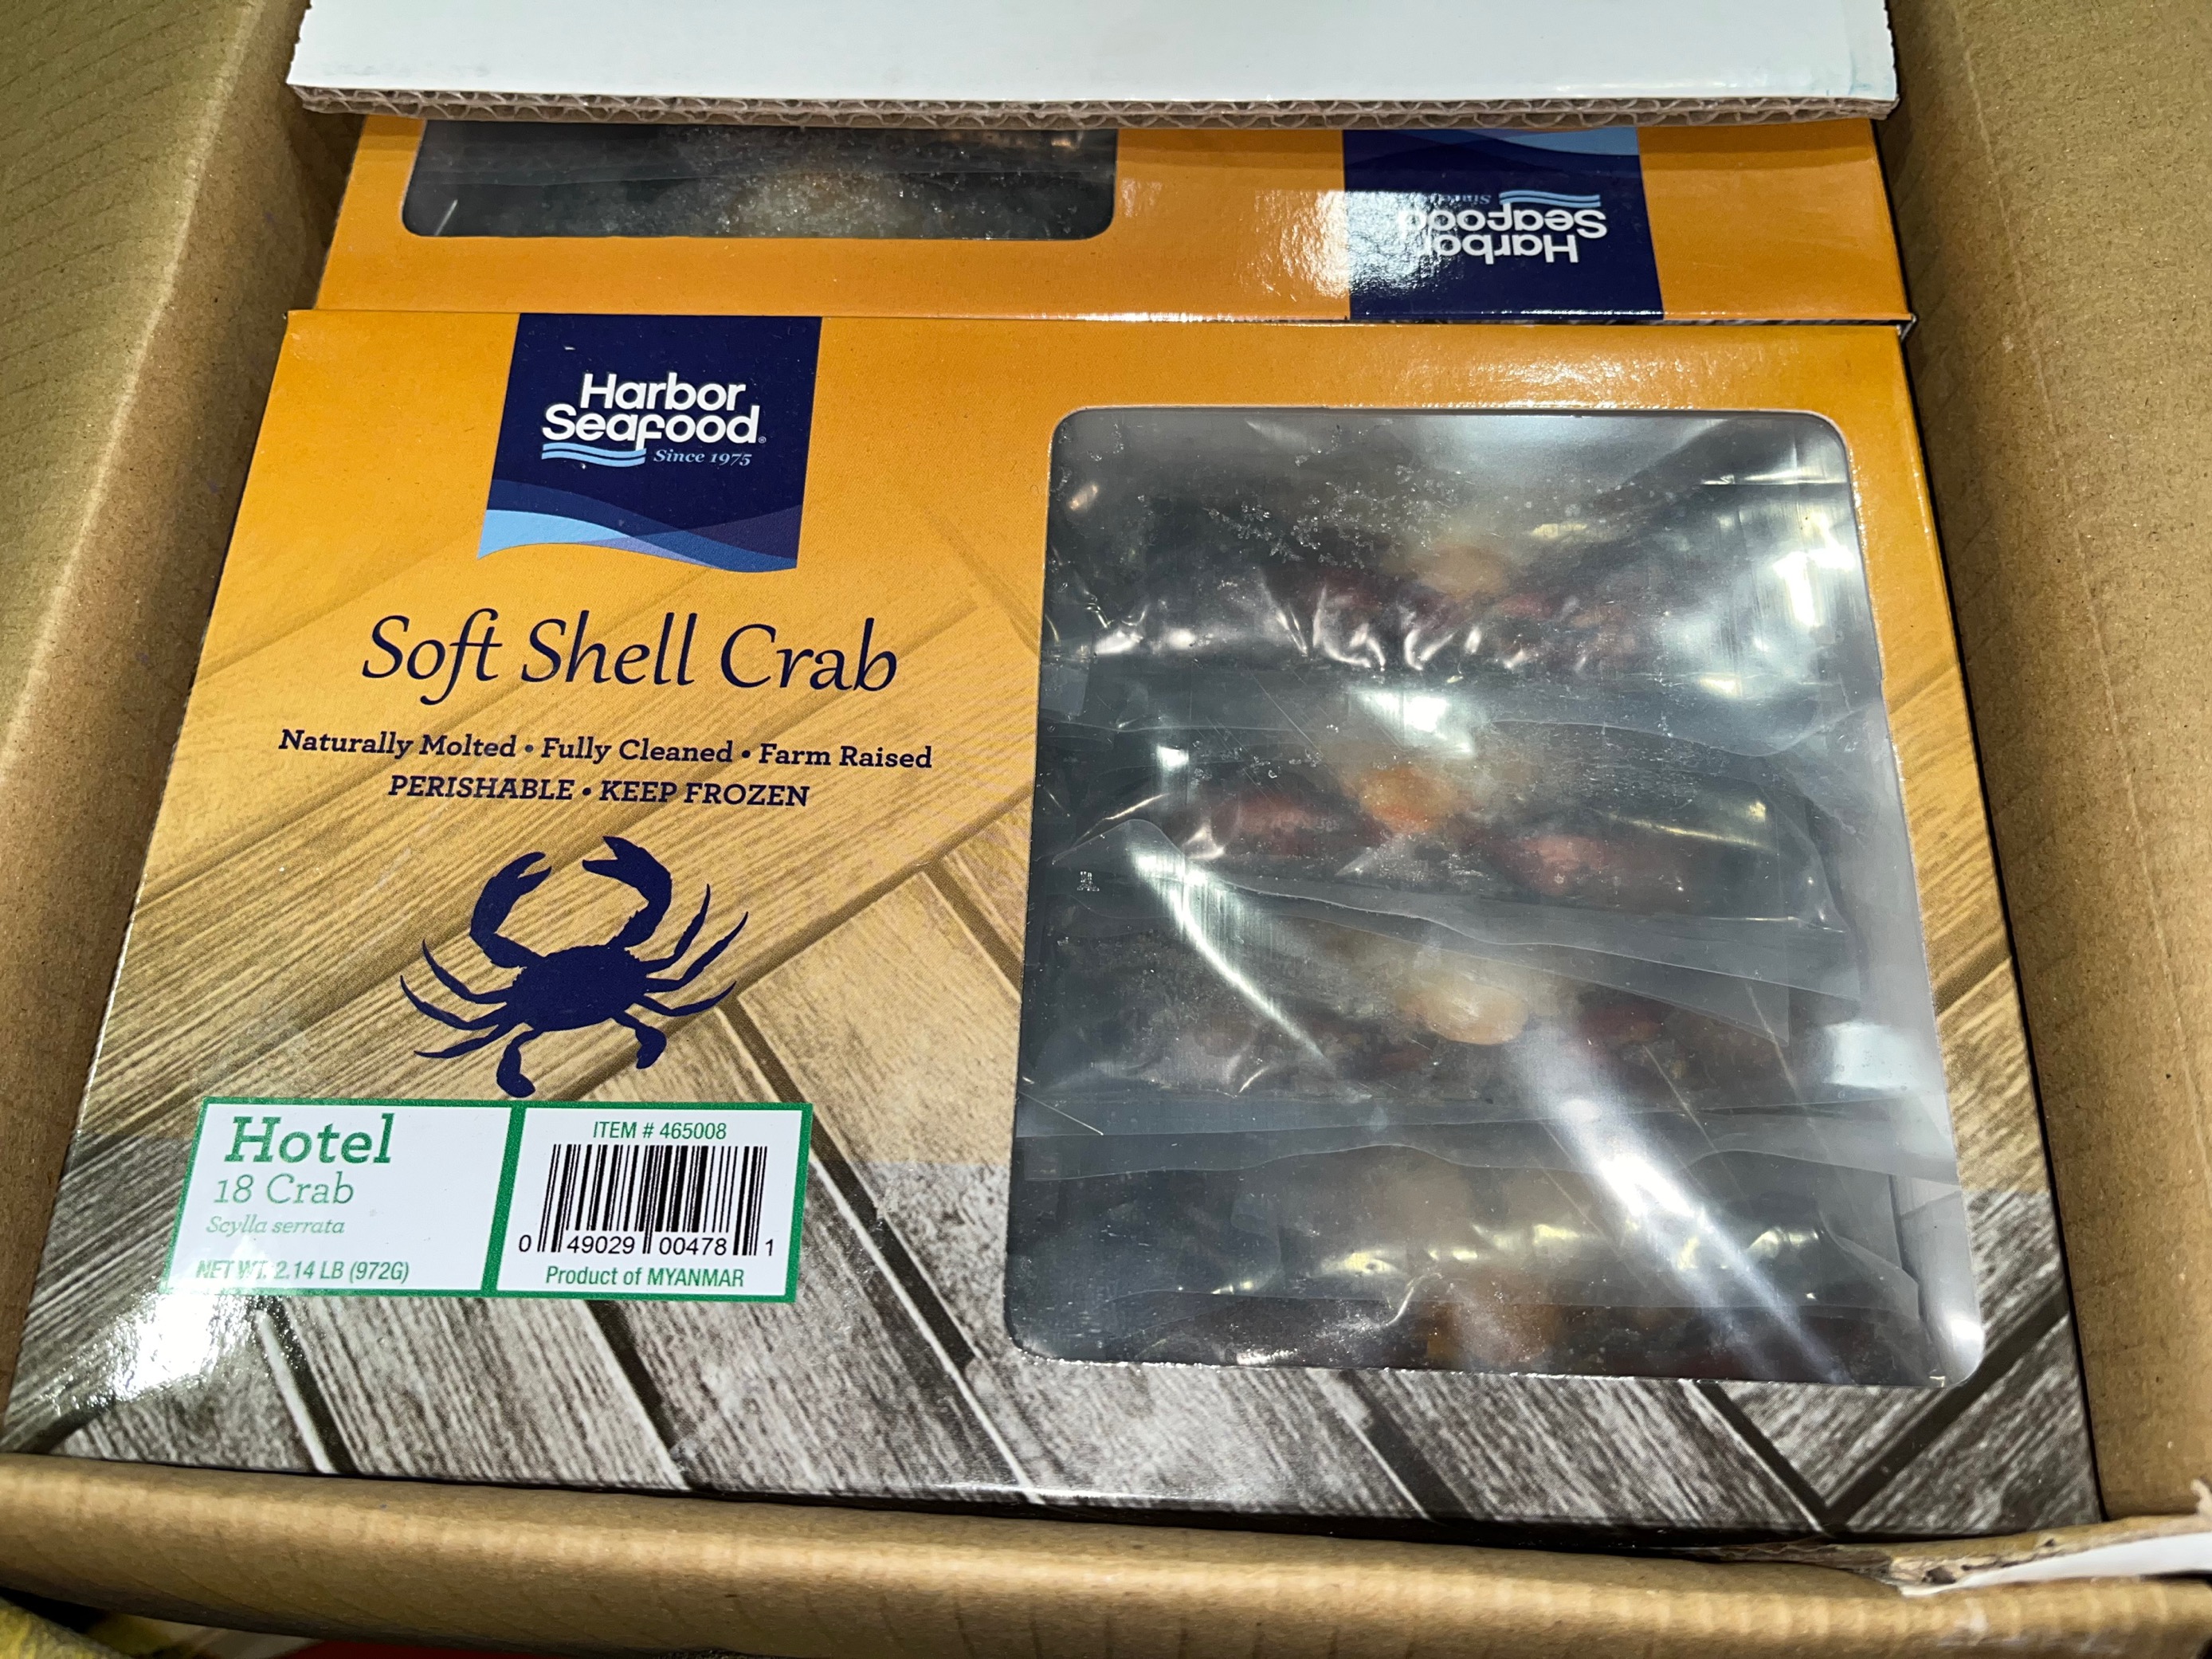 Harbor
Seafood
Since
Harbor
Seafood®
Since 1975
Soft Shell Crab
Naturally Molted • Fully Cleaned • Farm Raised
PERISHABLE • KEEP FROZEN
Hotel
18 Crab
Scylla serrata
NET WT. 2.14 LB (972G)
ITEM # 465008
0 49029 00478 1
Product of MYANMAR